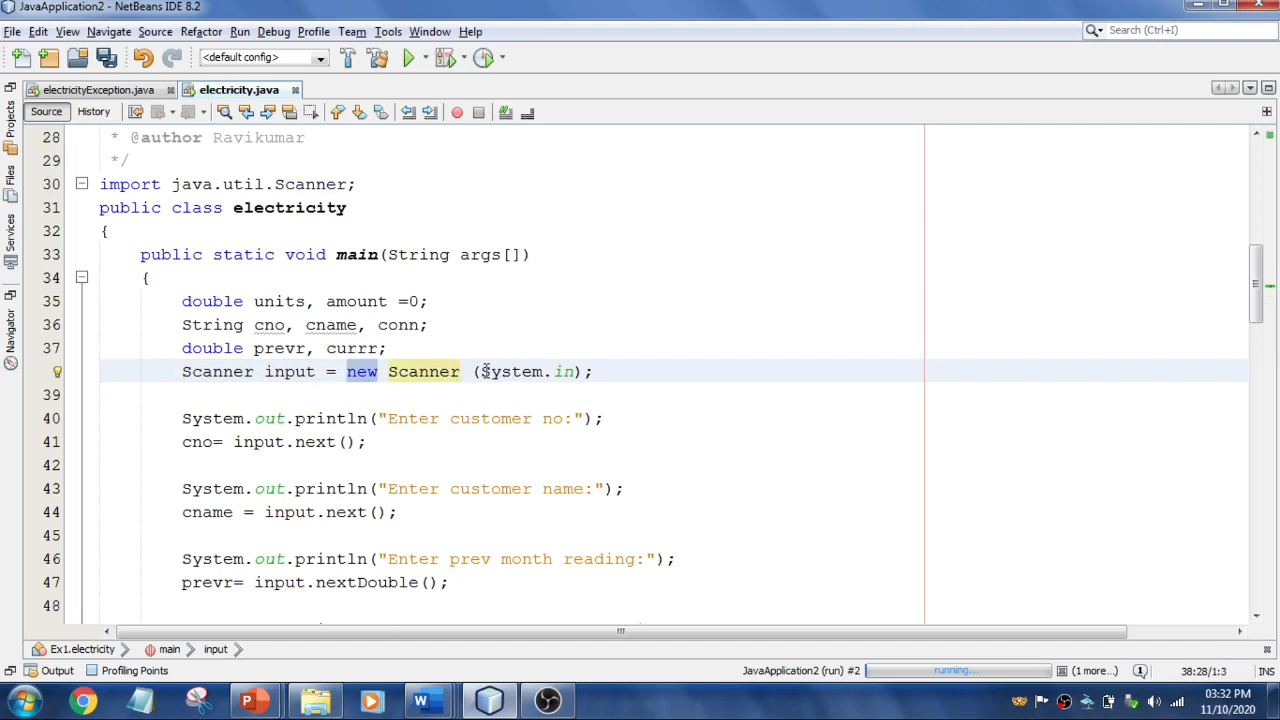 JavaApplication2 - NetBeans IDE 8.2
File Edit View Navigate Source Refactor Run Debug Profile Team Tools Window Help
Search (Ctrl+I)
<default config>
electricityException.java
electricity.java
Source History
Projects
Files
Services
Navigator
28 * @author Ravikumar
29 */
30 import java.util.Scanner;
31 public class electricity
32 {
33 public static void main(String args[])
34 {
35 double units, amount =0;
36 String cno, cname, conn;
37 double prevr, currr;
Scanner input = new Scanner (System.in);
39
40 System.out.println("Enter customer no:");
41 cno= input.next();
42
43 System.out.println("Enter customer name:");
44 cname = input.next();
45
46 System.out.println("Enter prev month reading:");
47 prevr= input.nextDouble();
48
Ex1.electricity main input
Output Profiling Points JavaApplication2 (run) #2 running... (1 more...) 1 38:28/1:3 INS
03:32 PM
11/10/2020